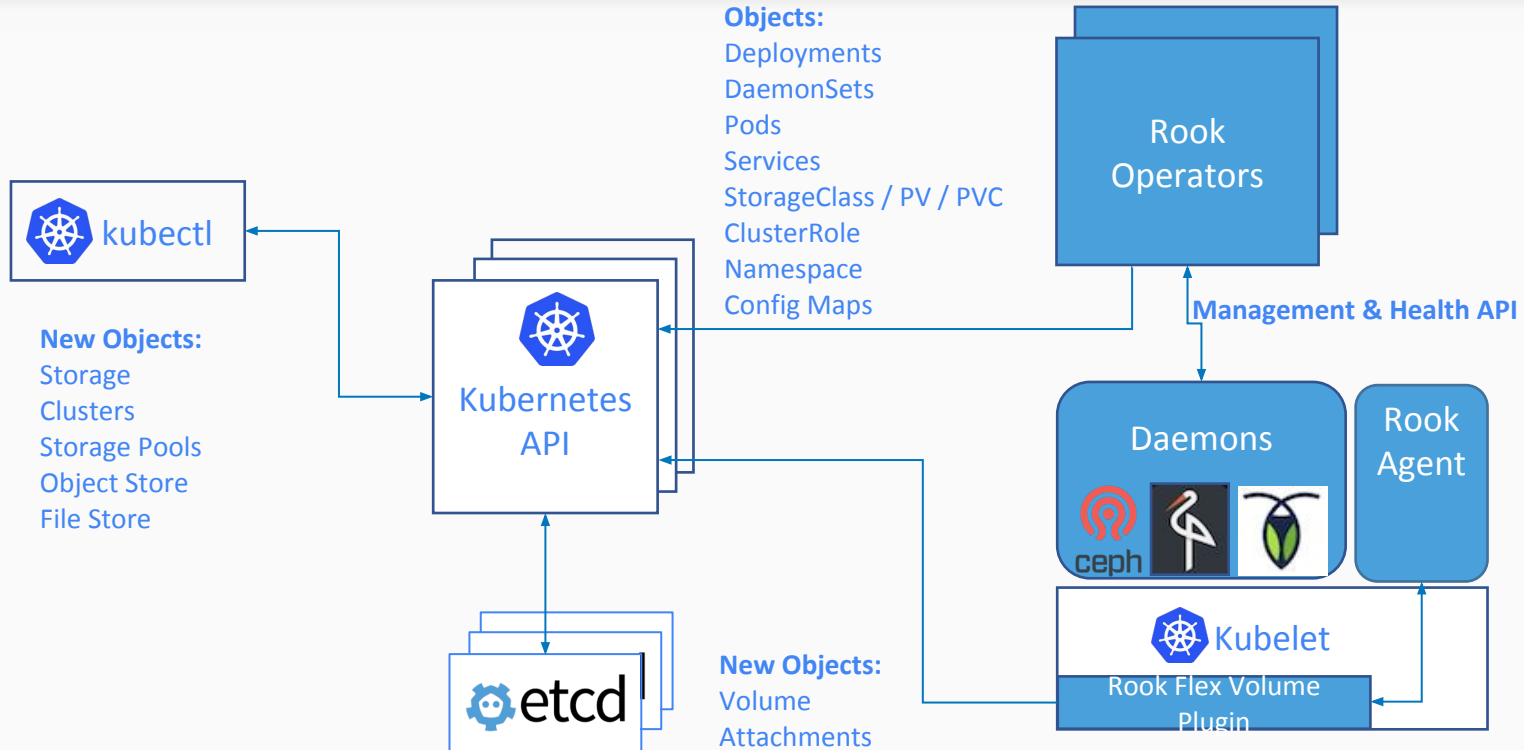 Objects:
Deployments
DaemonSets
Pods
Services
StorageClass / PV / PVC
ClusterRole
Namespace
Config Maps
Rook
Operators
kubectl
New Objects:
Storage
Clusters
Storage Pools
Object Store
File Store
Kubernetes
API
Management & Health API
Daemons
ceph
Rook
Agent
Kubelet
Rook Flex Volume
Plugin
etcd
New Objects:
Volume
Attachments